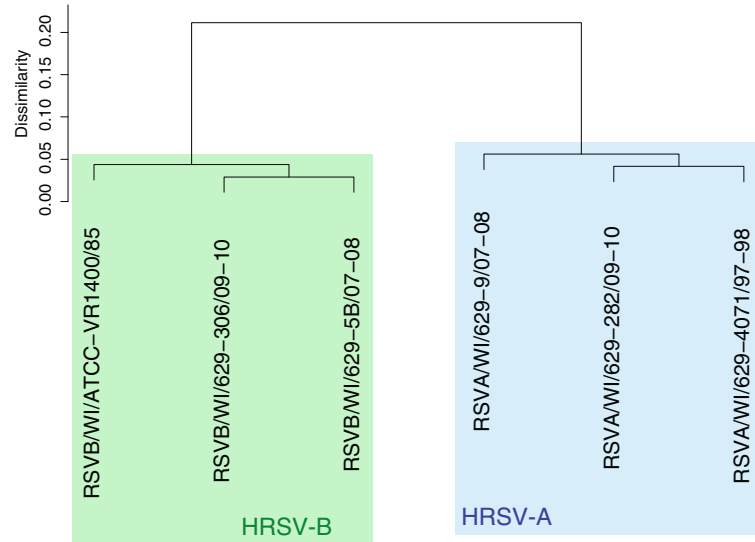 Dissimilarity
0.20
0.15
0.10
0.05
0.00
RSVB/WI/ATCC−VR1400/85
RSVB/WI/629−306/09−10
RSVB/WI/629−5B/07−08
RSVA/WI/629−9/07−08
RSVA/WI/629−282/09−10
RSVA/WI/629−4071/97−98
HRSV-B
HRSV-A